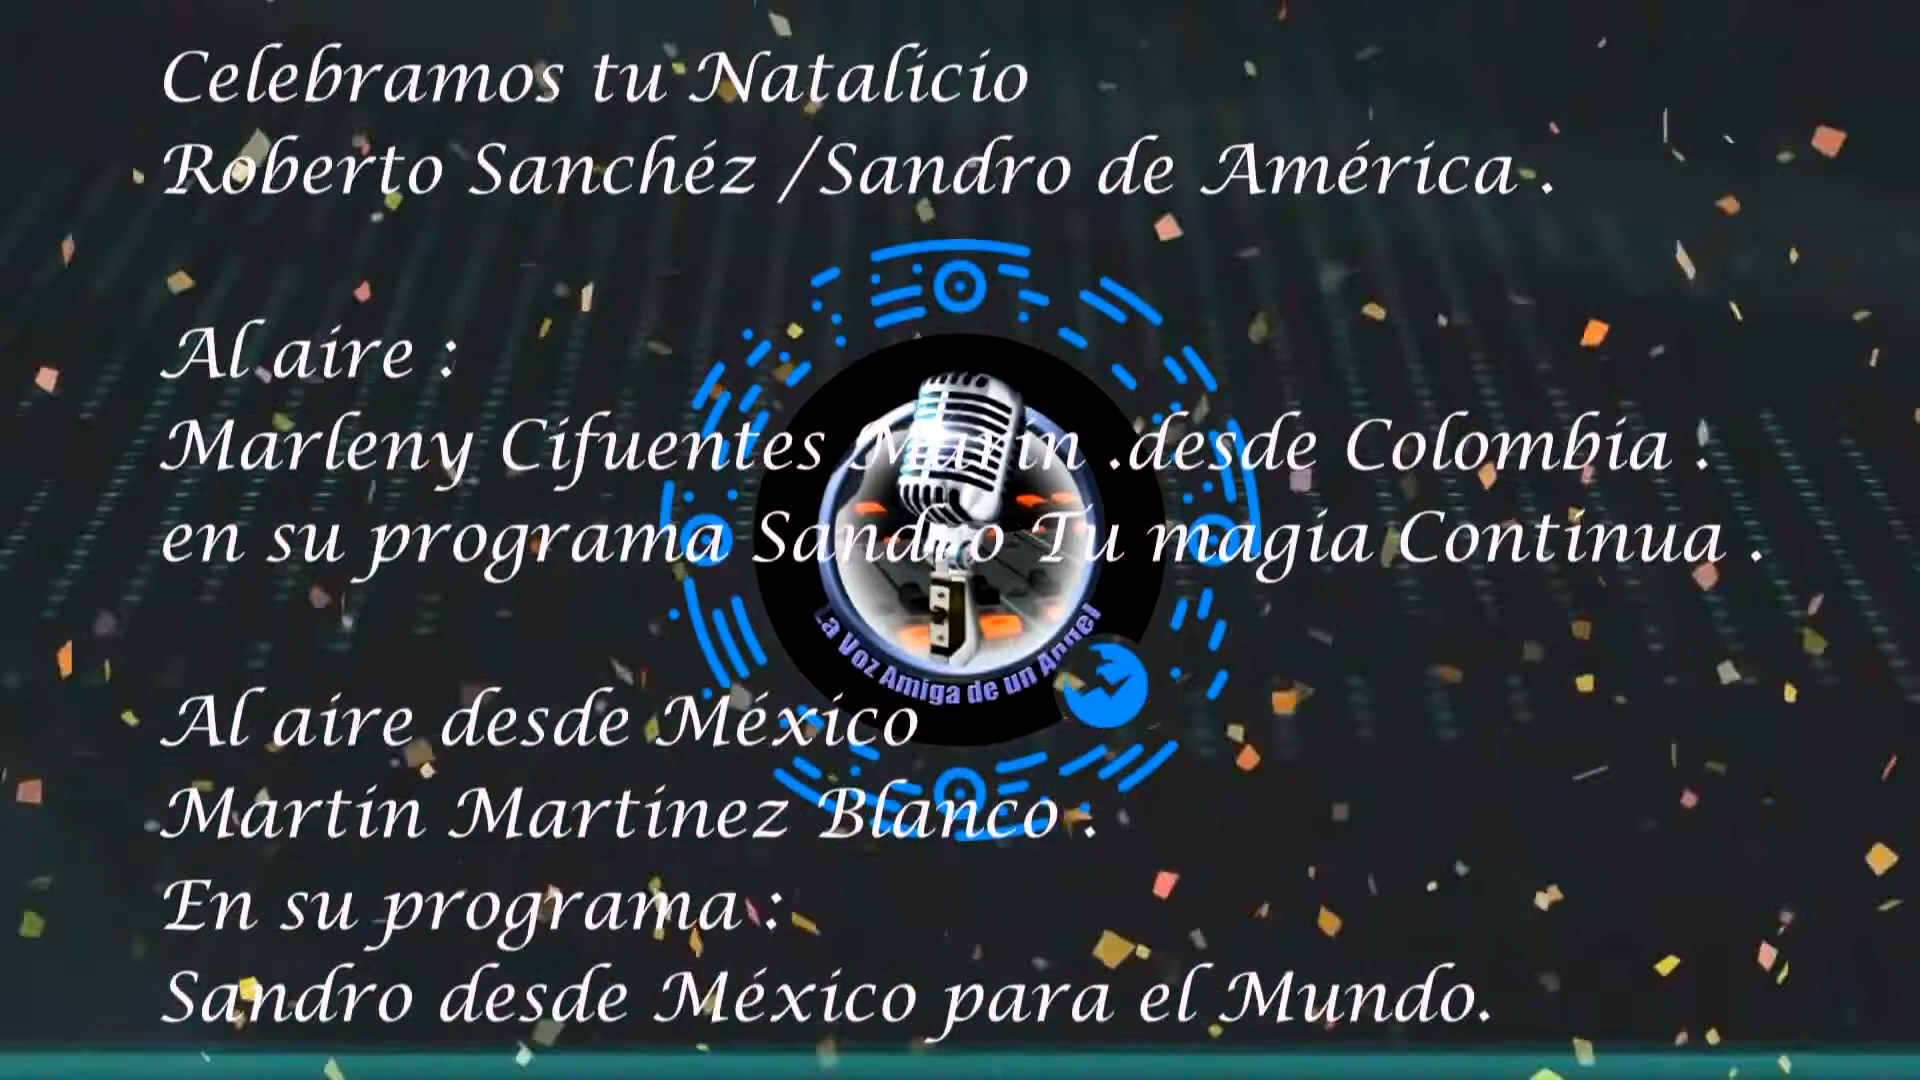 Celebramos tu Natalicio
Roberto Sanchéz /Sandro de América .
Al aire :
Marleny Cifuentes Marin .desde Colombia .
en su programa Sandro Tu magia Continua .
La Voz Amiga de un Angel
Al aire desde México
Martin Martinez Blanco .
En su programa :
Sandro desde México para el Mundo.